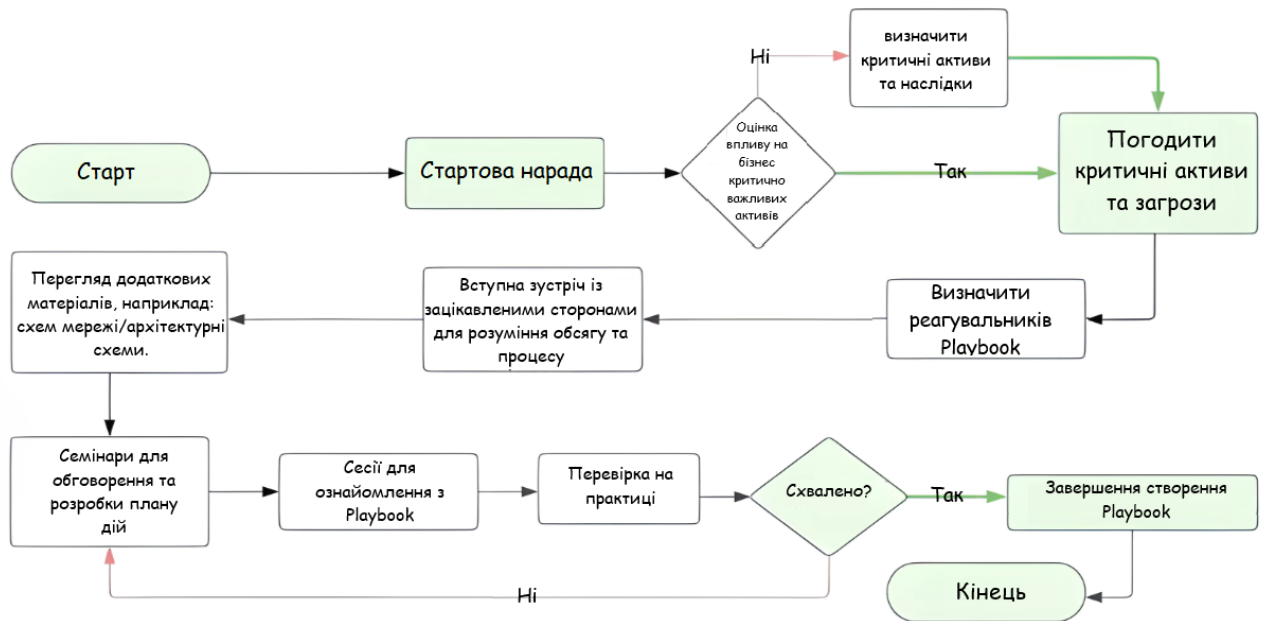 Старт
Стартова нарада
Оцінка
впливу на
бізнес
критично
важливих
активів
Ні
визначити
критичні активи
та наслідки
Так
Погодити
критичні активи
та загрози
Визначити
реагувальників
Playbook
Вступна зустріч із
зацікавленими сторонами
для розуміння обсягу та
процесу
Перегляд додаткових
матеріалів, наприклад:
схем мережі/архітектурні
схеми.
Семінари для
обговорення та
розробки плану
дій
Сесії для
ознайомлення з
Playbook
Перевірка на
практиці
Схвалено?
Так
Завершення створення
Playbook
Ні
Кінець